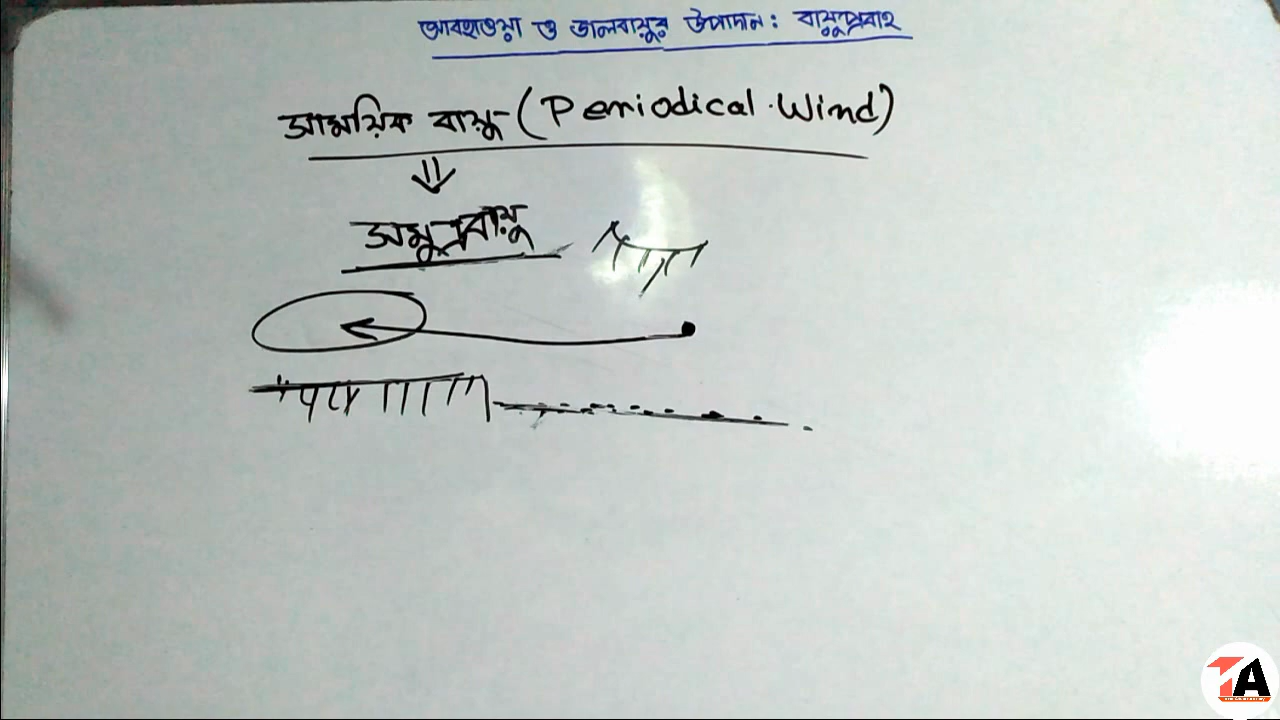 আবহাওয়া ও জলবায়ুর উপাদান: বায়ুপ্রবাহ
সাময়িক বায়ু (Periodical Wind)
সমুদ্রবায়ু